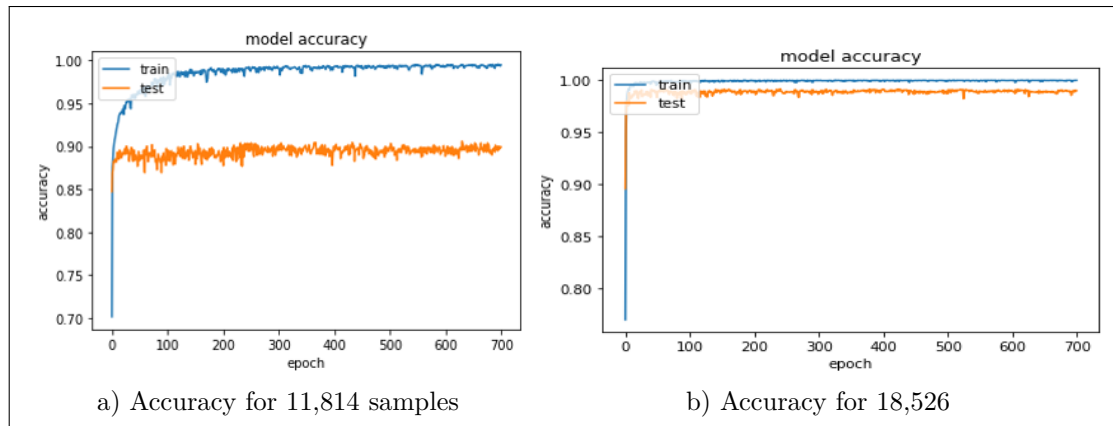 model accuracy
1.00
0.95
0.90
0.85
0.80
0.75
0.70
accuracy
train
test
0
100
200
300
400
500
600
700
epoch
a) Accuracy for 11,814 samples
model accuracy
1.00
0.95
0.90
0.85
0.80
accuracy
train
test
0
100
200
300
400
500
600
700
epoch
b) Accuracy for 18,526